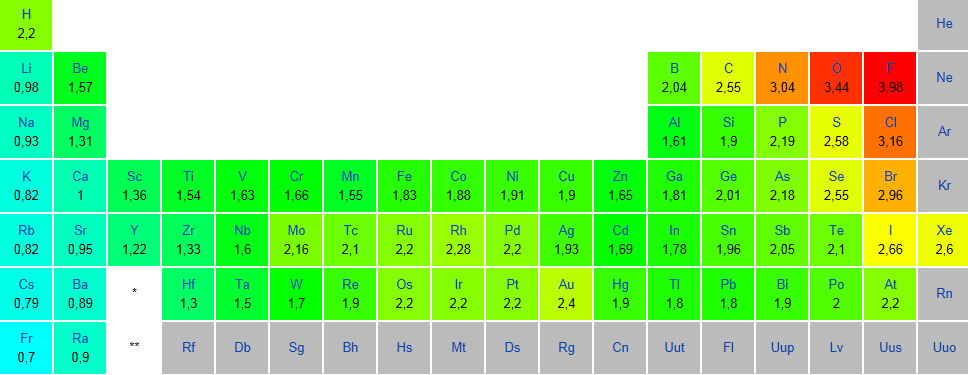 H He
2,2
Li Be B C N O F Ne
0,98 1,57 2,04 2,55 3,04 3,44 3,98
Na Mg Al Si P S Cl Ar
0,93 1,31 1,61 1,9 2,19 2,58 3,16
K Ca Sc Ti V Cr Mn Fe Co Ni Cu Zn Ga Ge As Se Br Kr
0,82 1 1,36 1,54 1,63 1,66 1,55 1,83 1,88 1,91 1,9 1,65 1,81 2,01 2,18 2,55 2,96
Rb Sr Y Zr Nb Mo Tc Ru Rh Pd Ag Cd In Sn Sb Te I Xe
0,82 0,95 1,22 1,33 1,6 2,16 2,1 2,2 2,28 2,2 1,93 1,69 1,78 1,96 2,05 2,1 2,66 2,6
Cs Ba * Hf Ta W Re Os Ir Pt Au Hg Tl Pb Bi Po At Rn
0,79 0,89 1,3 1,5 1,7 1,9 2,2 2,2 2,2 2,4 1,9 1,8 1,8 1,9 2 2,2
Fr Ra ** Rf Db Sg Bh Hs Mt Ds Rg Cn Uut Fl Uup Lv Uus Uuo
0,7 0,9